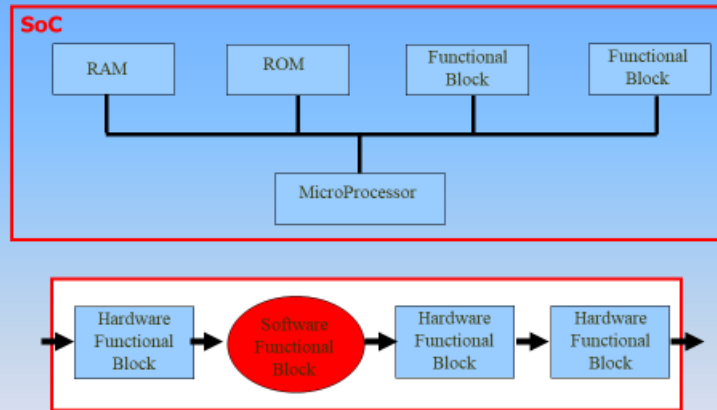 SoC
RAM
ROM
Functional
Block
Functional
Block
MicroProcessor
Hardware
Functional
Block
Software
Functional
Block
Hardware
Functional
Block
Hardware
Functional
Block